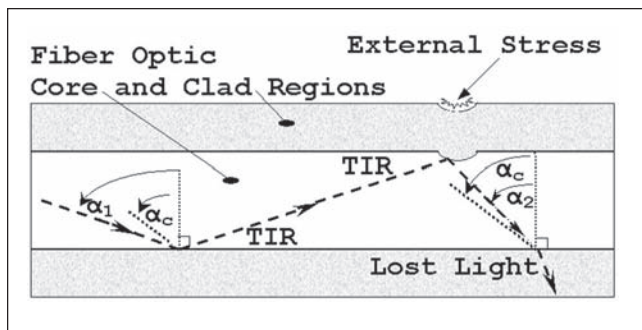 Fiber Optic
Core and Clad Regions
External Stress
TIR
TIR
α1
αc
αc
α2
Lost Light